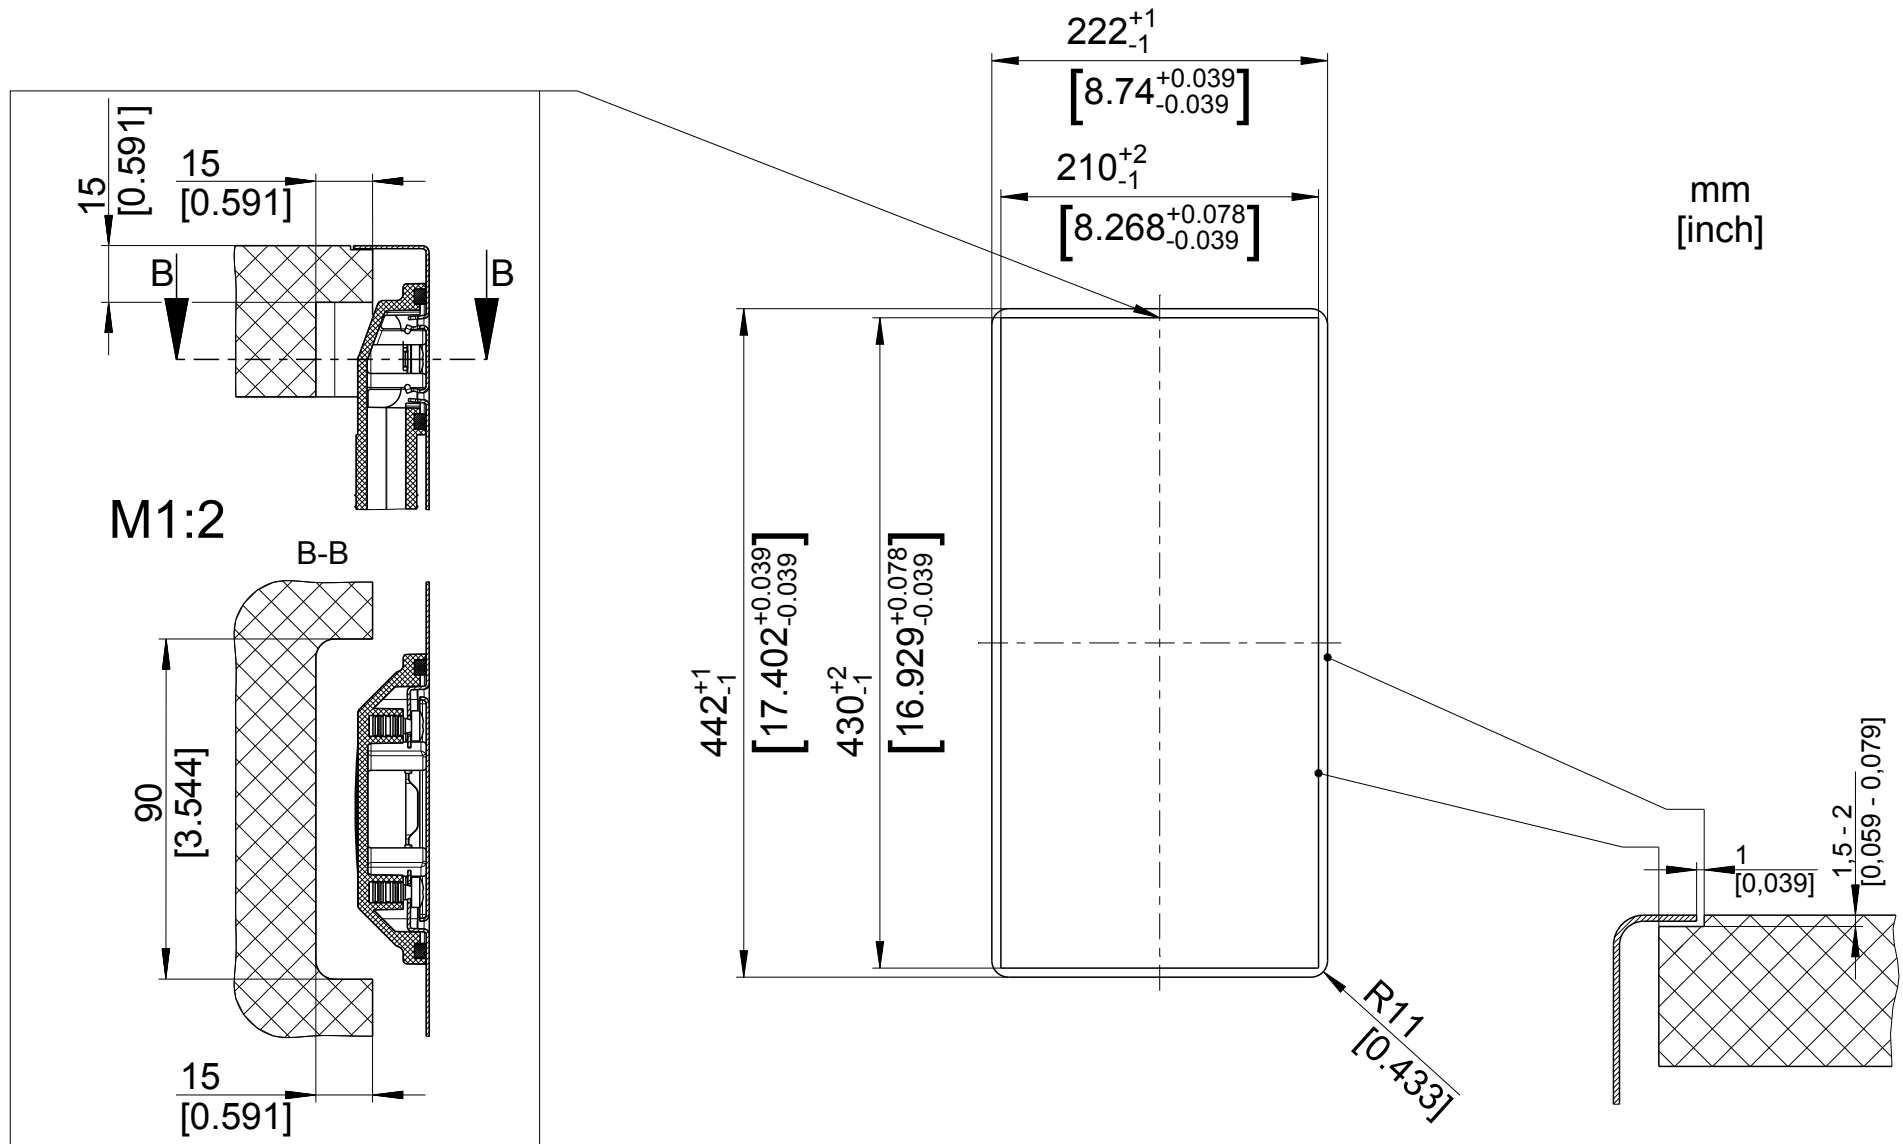 222 +1 -1
[8.74 +0.039 -0.039]
210 +2 -1
[8.268 +0.078 -0.039]
mm
[inch]
15
[0.591]
15
[0.591]
B
B
M1:2
B-B
90
[3.544]
15
[0.591]
442 +1 -1
[17.402 +0.039 -0.039]
430 +2 -1
[16.929 +0.078 -0.039]
R11
[0.433]
1
[0,039]
1,5 - 2
[0,059 - 0,079]